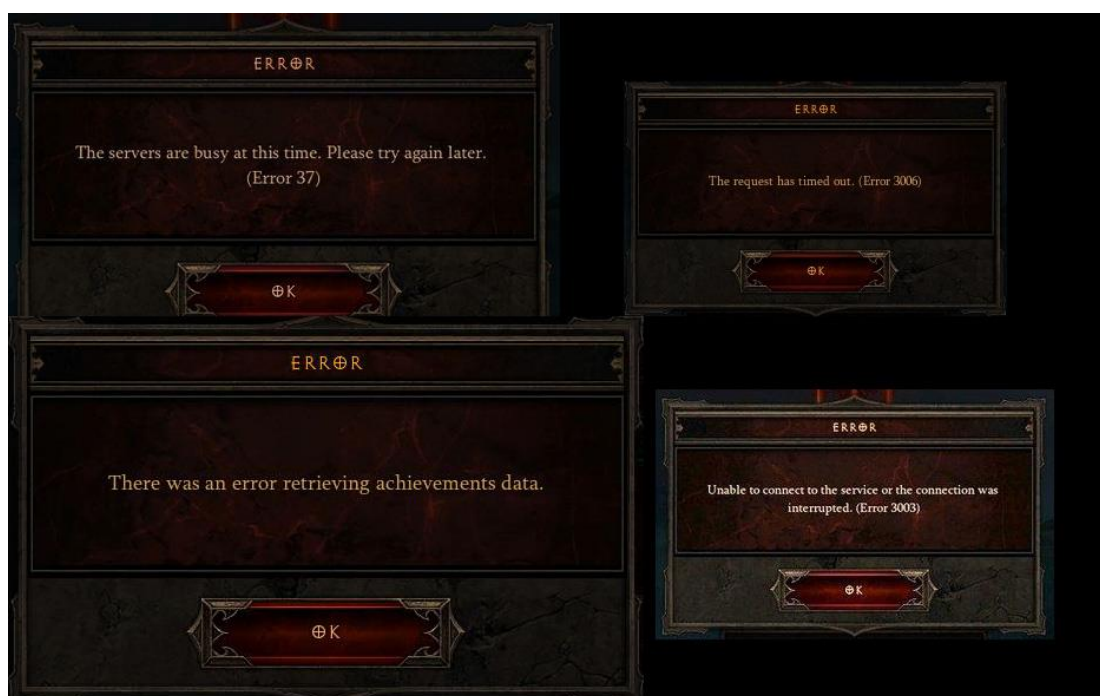 ERROR
The servers are busy at this time. Please try again later.
(Error 37)
OK
ERROR
The request has timed out. (Error 3006)
OK
ERROR
There was an error retrieving achievements data.
OK
ERROR
Unable to connect to the service or the connection was
interrupted. (Error 3003)
OK